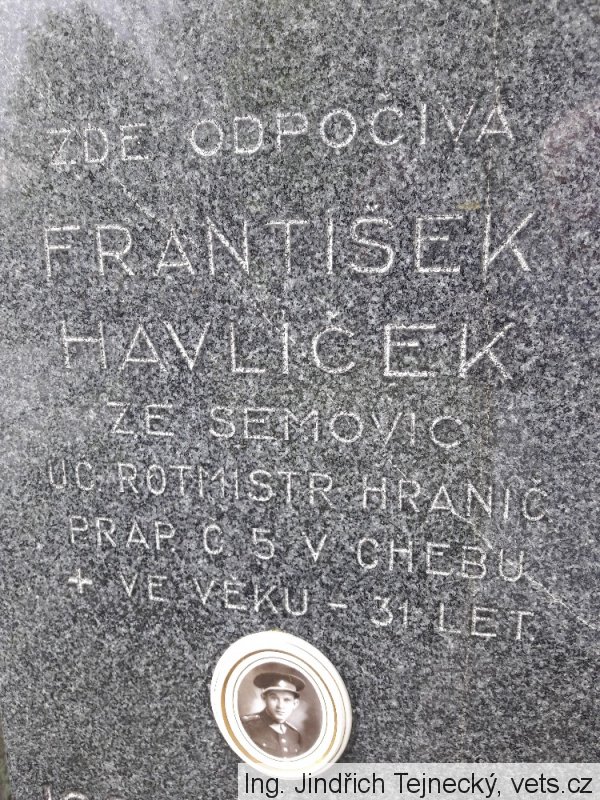 ZDE ODPOČÍVÁ
FRANTIŠEK
HAVLIČEK
ZE SEMOVIC
UČ. ROTMISTR HRANIČ
PRAP. Č. 5 V CHEBU
+ VE VĚKU – 31 LET.
Ing. Jindřich Tejnecký, vets.cz